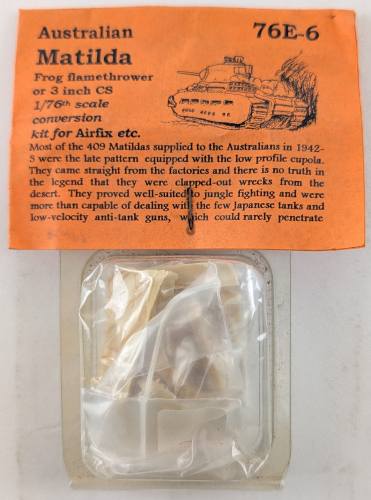 Australian
76E-6
Matilda
Frog flamethrower
or 3 inch CS
1/76th scale
conversion
kit for Airfix etc.
Most of the 409 Matildas supplied to the Australians in 1942-
3 were the late pattern equipped with the low profile cupola.
They came straight from the factories and there is no truth in
the legend that they were clapped-out wrecks from the
desert. They proved well-suited to jungle fighting and were
more than capable of dealing with the few Japanese tanks and
low-velocity anti-tank guns, which could rarely penetrate